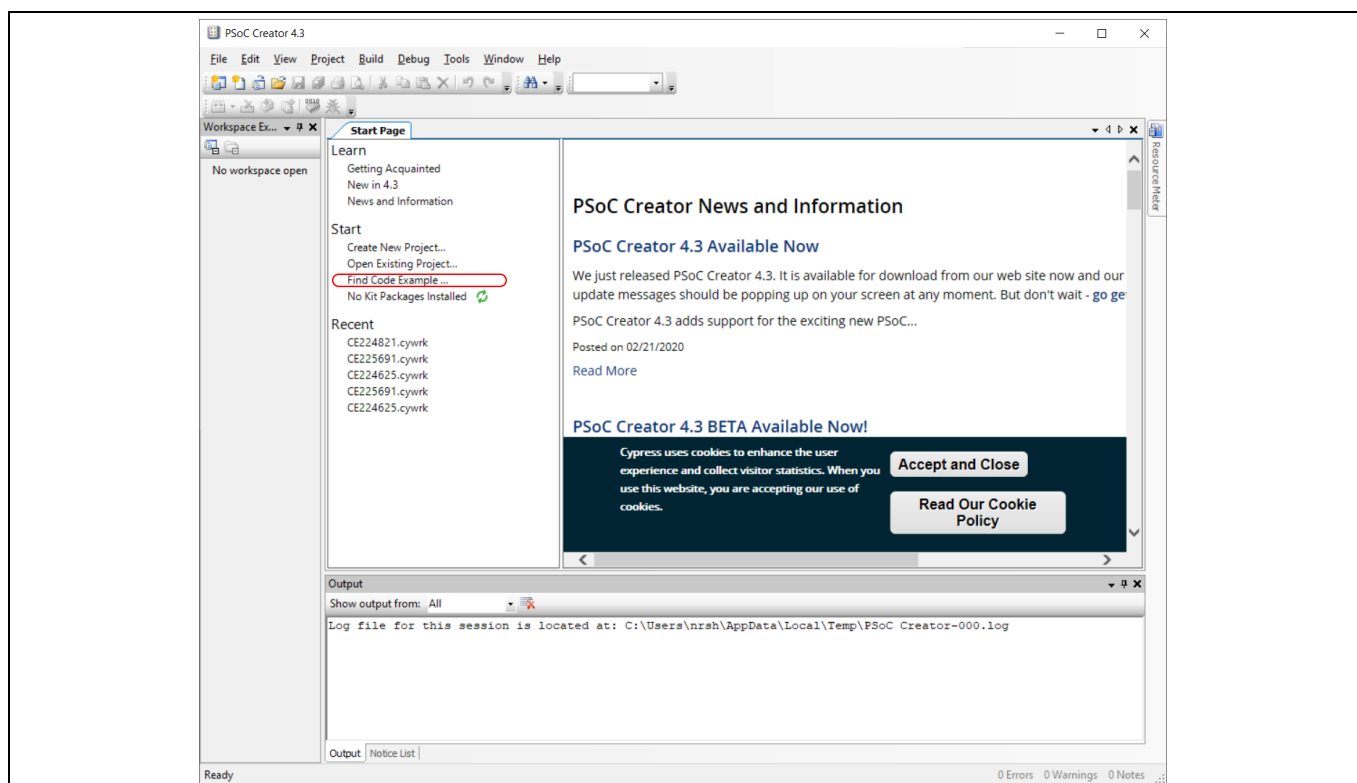 PSoC Creator 4.3
File Edit View Project Build Debug Tools Window Help
Workspace Ex...
No workspace open
Start Page
Learn
Getting Acquainted
New in 4.3
News and Information
Start
Create New Project...
Open Existing Project...
Find Code Example ...
No Kit Packages Installed
Recent
CE224821.cywrk
CE225691.cywrk
CE224625.cywrk
CE225691.cywrk
CE224625.cywrk
PSoC Creator News and Information
PSoC Creator 4.3 Available Now
We just released PSoC Creator 4.3. It is available for download from our web site now and our
update messages should be popping up on your screen at any moment. But don't wait - go ge
PSoC Creator 4.3 adds support for the exciting new PSoC...
Posted on 02/21/2020
Read More
PSoC Creator 4.3 BETA Available Now!
Cypress uses cookies to enhance the user
experience and collect visitor statistics. When you
use this website, you are accepting our use of
cookies.
Accept and Close
Read Our Cookie
Policy
Resource Meter
Output
Show output from: All
Log file for this session is located at: C:\Users\nrsh\AppData\Local\Temp\PSoC Creator-000.log
Output Notice List
Ready
0 Errors 0 Warnings 0 Notes